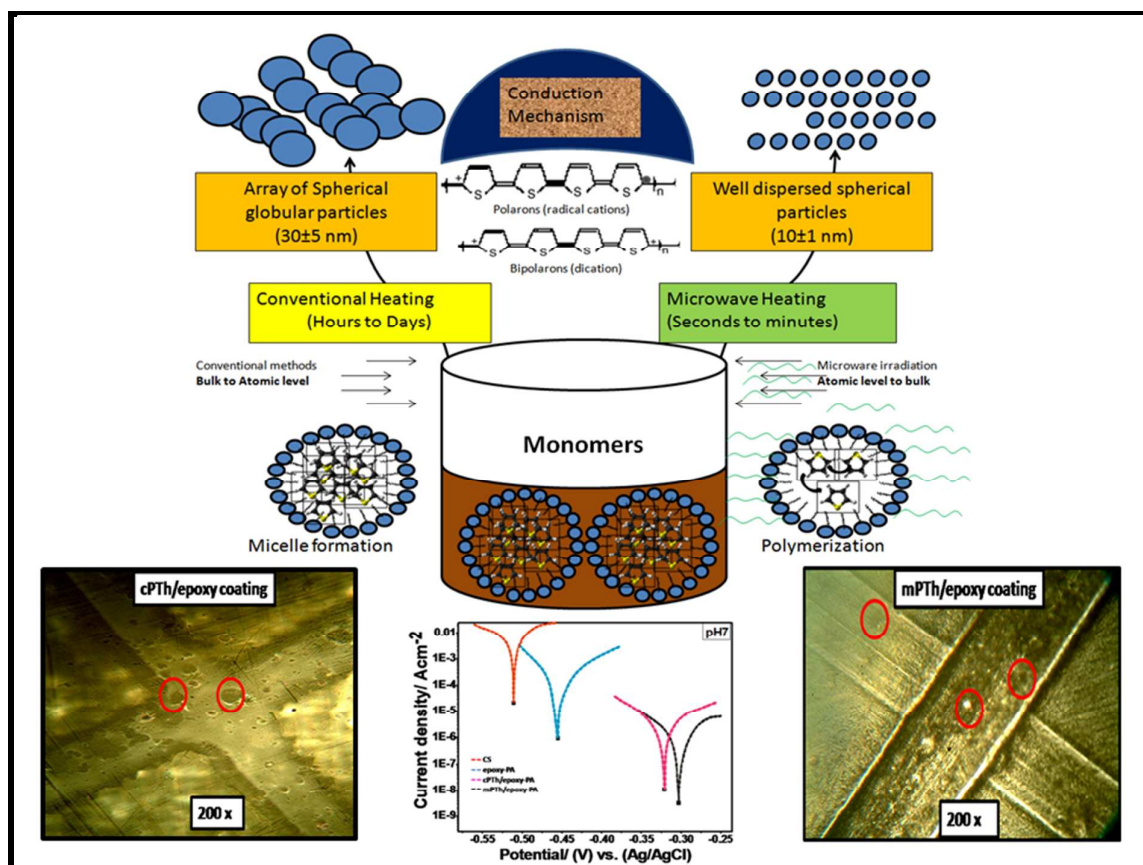 Conduction
Mechanism
Array of Spherical
globular particles
(30±5 nm)
S S S S
n
Polarons (radical cations)
S S S S
n
Bipolarons (dication)
Well dispersed spherical
particles
(10±1 nm)
Conventional Heating
(Hours to Days)
Microwave Heating
(Seconds to minutes)
Conventional methods
Bulk to Atomic level
Microware irradiation
Atomic level to bulk
Monomers
Micelle formation
Polymerization
cPTh/epoxy coating
200 x
pH7
Current density/ Acm-2
0.01
1E-3
1E-4
1E-5
1E-6
1E-7
1E-8
1E-9
CS
epoxy-PA
cPTh/epoxy-PA
mPTh/epoxy-PA
-0.55 -0.50 -0.45 -0.40 -0.35 -0.30 -0.25
Potential/ (V) vs. (Ag/AgCl)
mPTh/epoxy coating
200 x